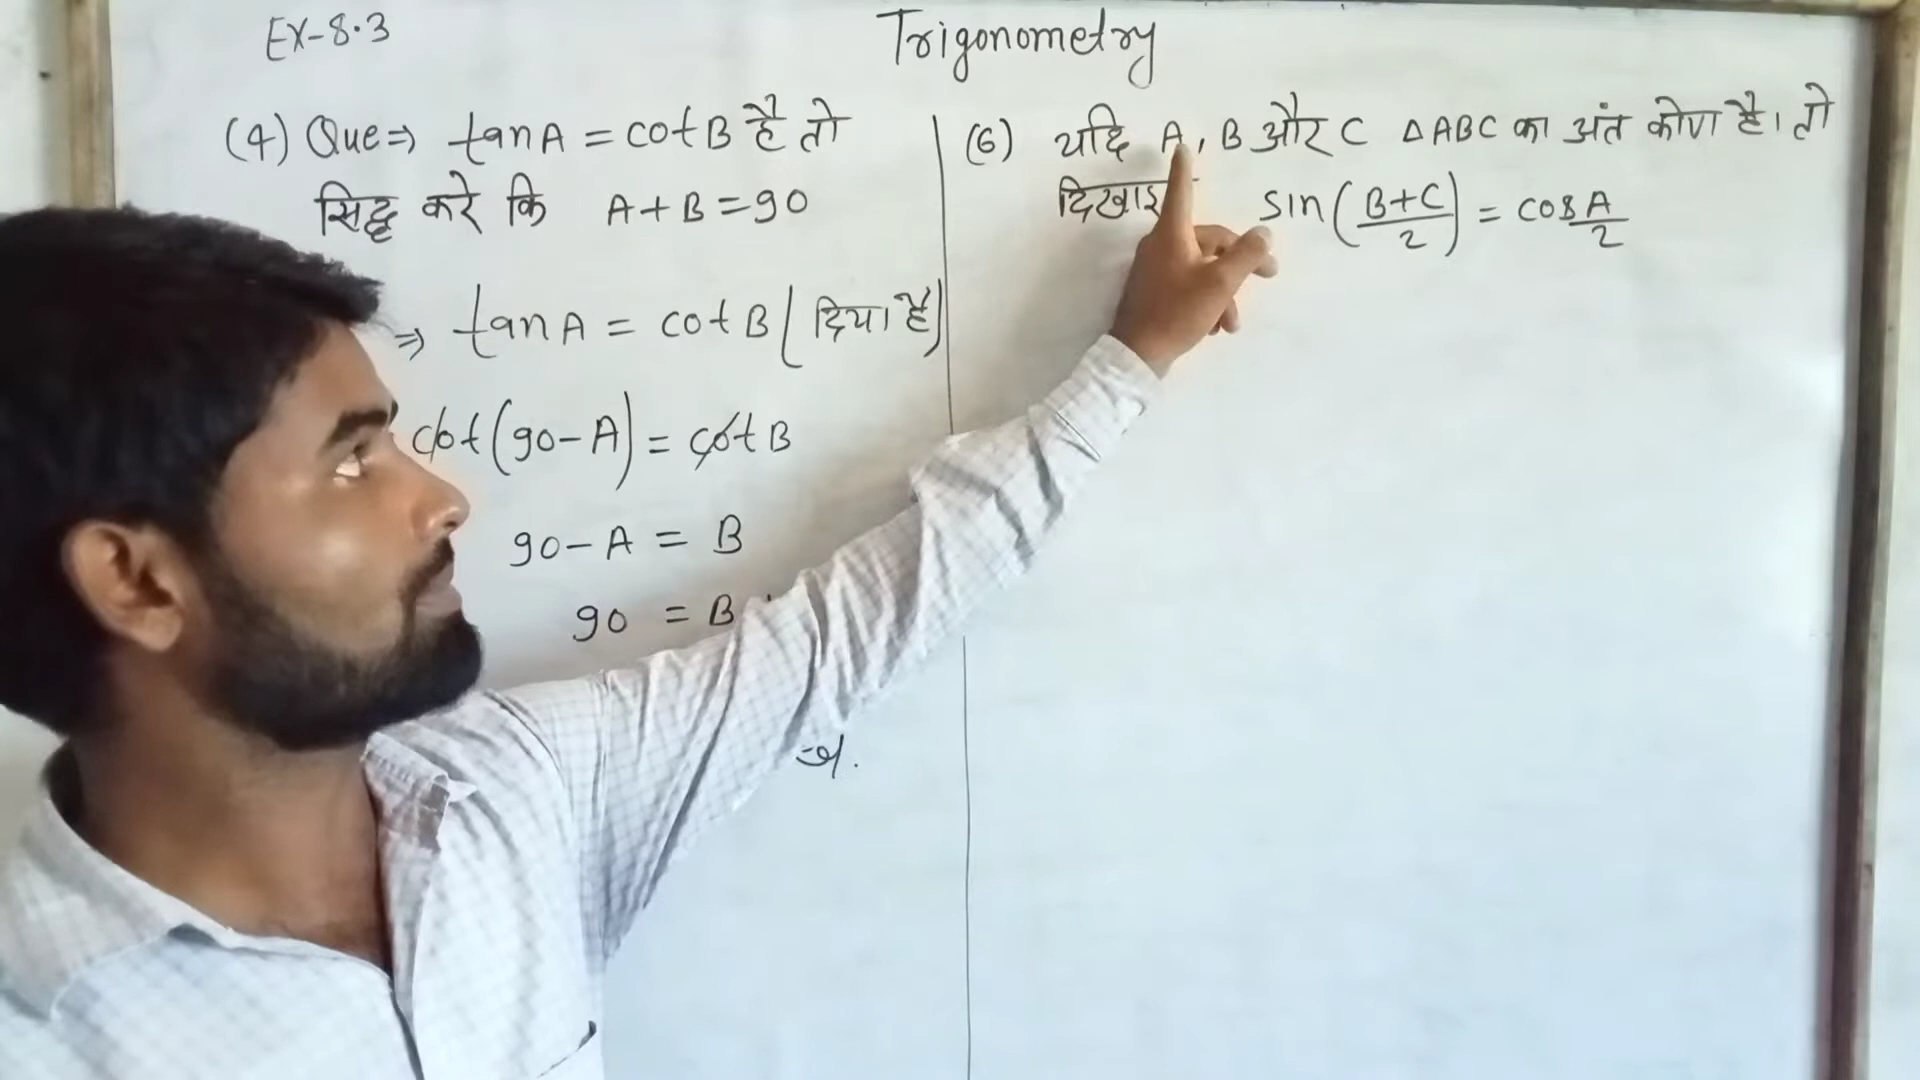 Ex-8.3
Trigonometry
(4) Que⇒ tanA = cotB है तो
सिद्ध करे कि A+B=90
⇒ tanA = cotB (दिया है)
cot(90-A) = cotB
90-A = B
90 = B
(6) यदि A, B और C ΔABC का अंत कोण है। तो
sin(B+C/2) = cos A/2